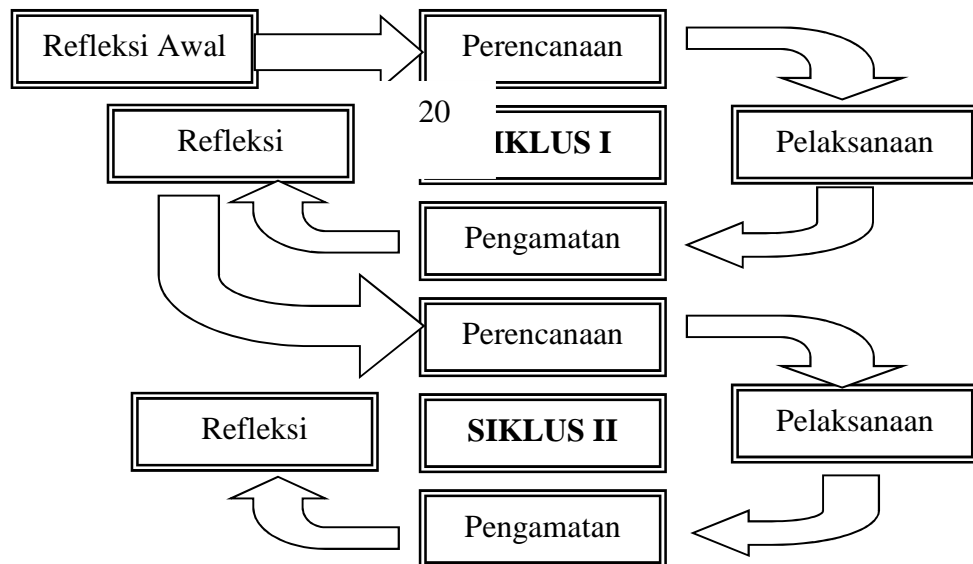 Refleksi Awal
Perencanaan
20
Refleksi
IKLUS I
Pelaksanaan
Pengamatan
Perencanaan
Refleksi
SIKLUS II
Pelaksanaan
Pengamatan